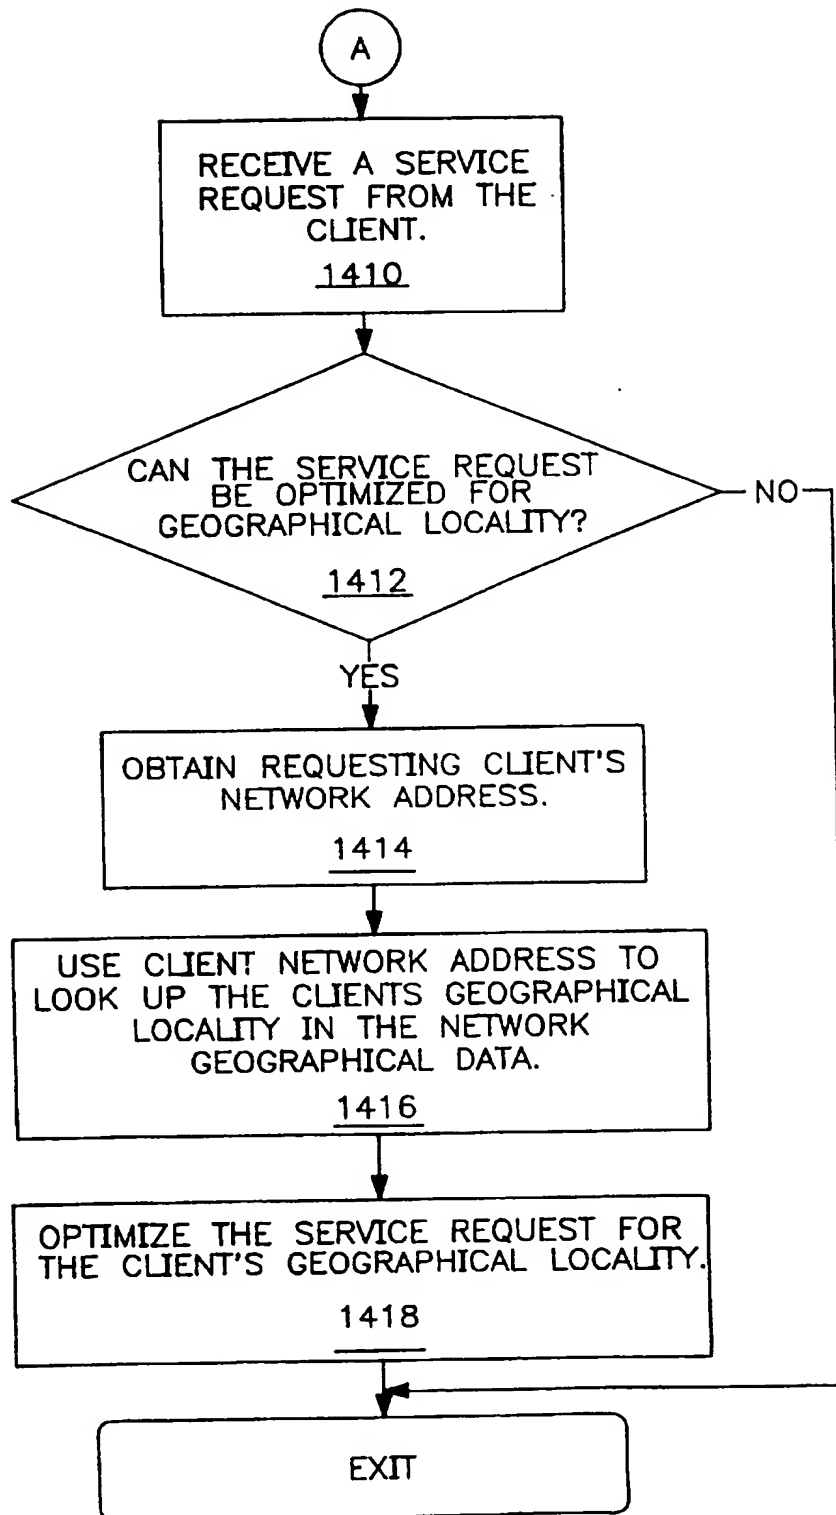 A
RECEIVE A SERVICE
REQUEST FROM THE
CLIENT.
1410
CAN THE SERVICE REQUEST
BE OPTIMIZED FOR
GEOGRAPHICAL LOCALITY?
1412
NO
YES
OBTAIN REQUESTING CLIENT'S
NETWORK ADDRESS.
1414
USE CLIENT NETWORK ADDRESS TO
LOOK UP THE CLIENTS GEOGRAPHICAL
LOCALITY IN THE NETWORK
GEOGRAPHICAL DATA.
1416
OPTIMIZE THE SERVICE REQUEST FOR
THE CLIENT'S GEOGRAPHICAL LOCALITY.
1418
EXIT